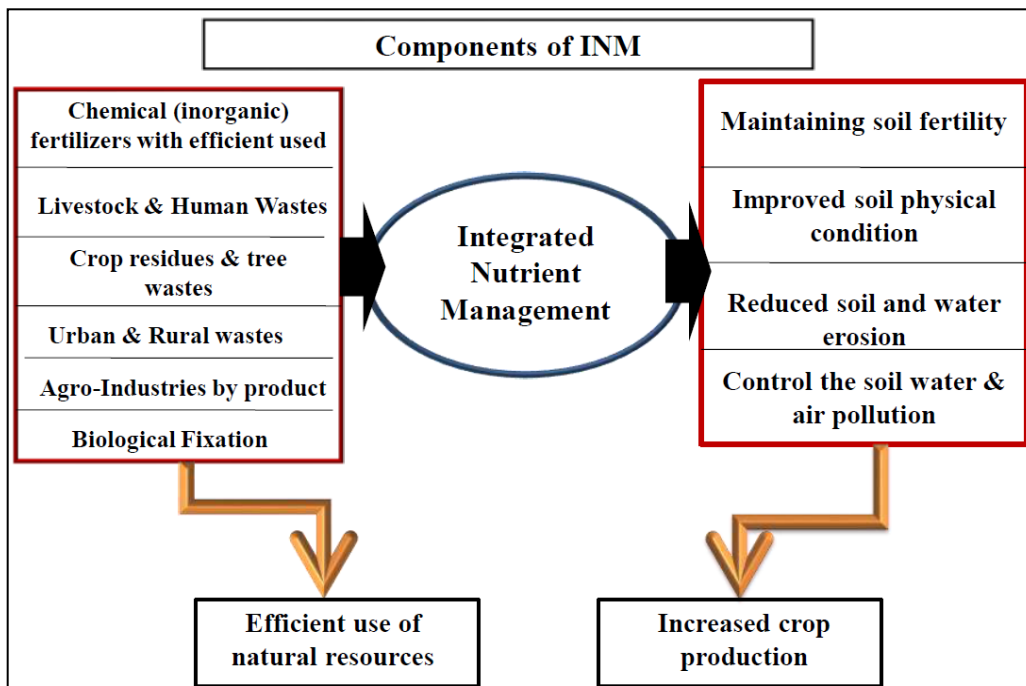 Components of INM
Chemical (inorganic)
fertilizers with efficient used
Livestock & Human Wastes
Crop residues & tree
wastes
Urban & Rural wastes
Agro-Industries by product
Biological Fixation
Integrated
Nutrient
Management
Maintaining soil fertility
Improved soil physical
condition
Reduced soil and water
erosion
Control the soil water &
air pollution
Efficient use of
natural resources
Increased crop
production